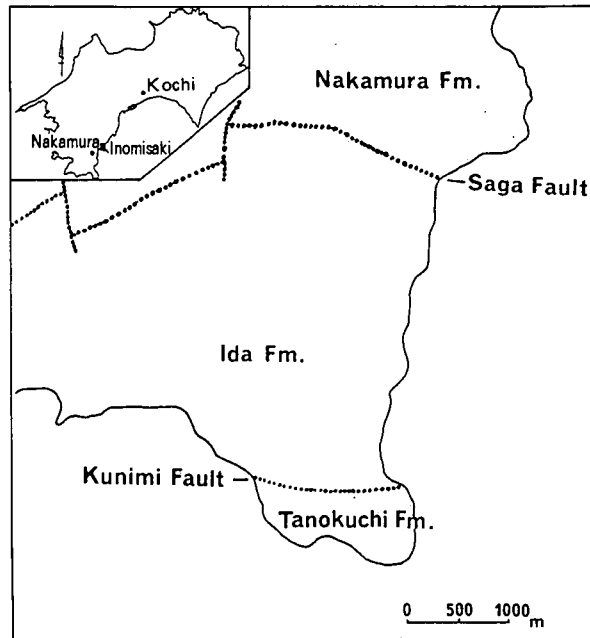 Kochi
Nakamura
Inomisaki
Nakamura Fm.
Saga Fault
Ida Fm.
Kunimi Fault
Tanokuchi Fm.
0 500 1000 m